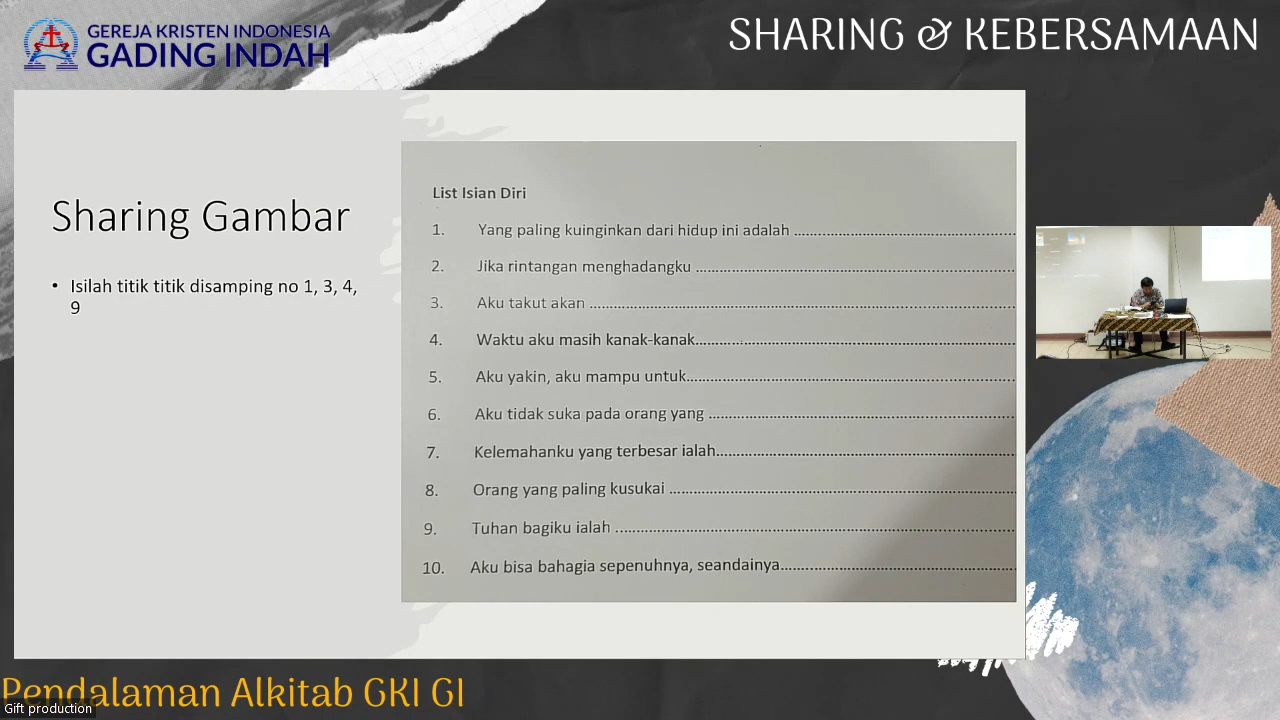 GEREJA KRISTEN INDONESIA
GADING INDAH
SHARING & KEBERSAMAAN
Sharing Gambar
• Isilah titik titik disamping no 1, 3, 4,
9
List Isian Diri
1. Yang paling kuinginkan dari hidup ini adalah ..........................................
2. Jika rintangan menghadangku ..........................................
3. Aku takut akan ..........................................
4. Waktu aku masih kanak-kanak..........................................
5. Aku yakin, aku mampu untuk..........................................
6. Aku tidak suka pada orang yang ..........................................
7. Kelemahanku yang terbesar ialah..........................................
8. Orang yang paling kusukai ..........................................
9. Tuhan bagiku ialah ..........................................
10. Aku bisa bahagia sepenuhnya, seandainya..........................................
Pendalaman Alkitab GKI GI
Gift production